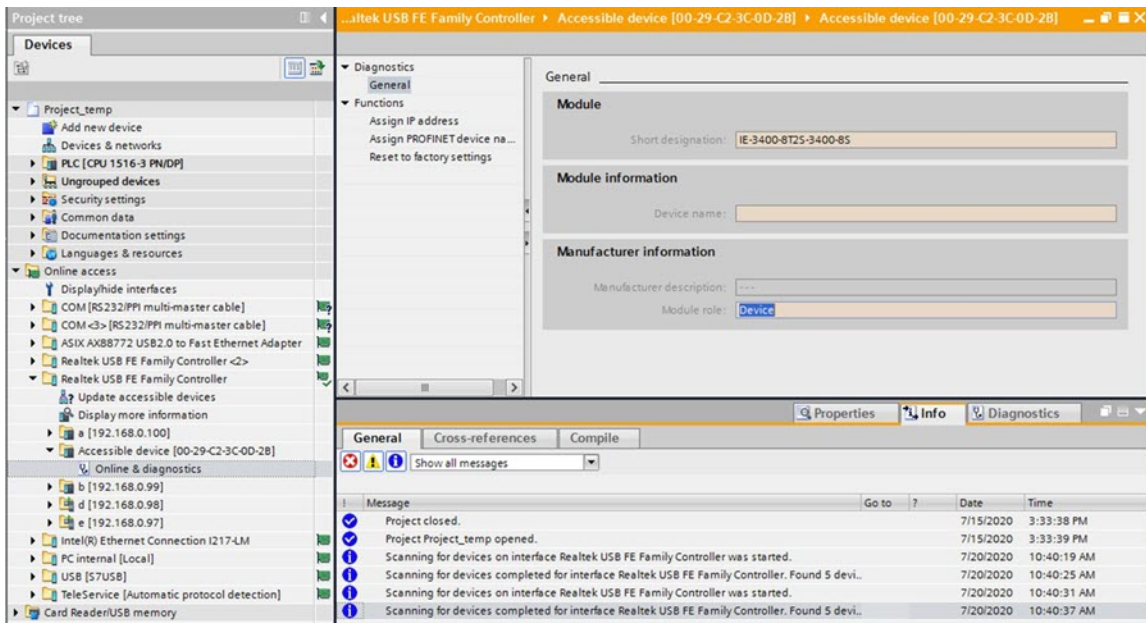 Project tree
Devices
Project_temp
Add new device
Devices & networks
PLC [CPU 1516-3 PN/DP]
Ungrouped devices
Security settings
Common data
Documentation settings
Languages & resources
Online access
Display/hide interfaces
COM [RS232/PPI multi-master cable]
COM <3> [RS232/PPI multi-master cable]
ASIX AX88772 USB2.0 to Fast Ethernet Adapter
Realtek USB FE Family Controller <2>
Realtek USB FE Family Controller
Update accessible devices
Display more information
a [192.168.0.100]
Accessible device [00-29-C2-3C-0D-2B]
Online & diagnostics
b [192.168.0.99]
d [192.168.0.98]
e [192.168.0.97]
Intel(R) Ethernet Connection I217-LM
PC internal [Local]
USB [S7USB]
TeleService [Automatic protocol detection]
Card Reader/USB memory
...altek USB FE Family Controller ▸ Accessible device [00-29-C2-3C-0D-2B] ▸ Accessible device [00-29-C2-3C-0D-2B]
Diagnostics
General
Functions
Assign IP address
Assign PROFINET device na...
Reset to factory settings
General
Module
Short designation: IE-3400-8T2S-3400-8S
Module information
Device name:
Manufacturer information
Manufacturer description: ---
Module role: Device
Properties Info Diagnostics
General Cross-references Compile
Show all messages
! Message Go to ? Date Time
Project closed. 7/15/2020 3:33:38 PM
Project Project_temp opened. 7/15/2020 3:33:39 PM
Scanning for devices on interface Realtek USB FE Family Controller was started. 7/20/2020 10:40:19 AM
Scanning for devices completed for interface Realtek USB FE Family Controller. Found 5 devi.. 7/20/2020 10:40:25 AM
Scanning for devices on interface Realtek USB FE Family Controller was started. 7/20/2020 10:40:31 AM
Scanning for devices completed for interface Realtek USB FE Family Controller. Found 5 devi.. 7/20/2020 10:40:37 AM